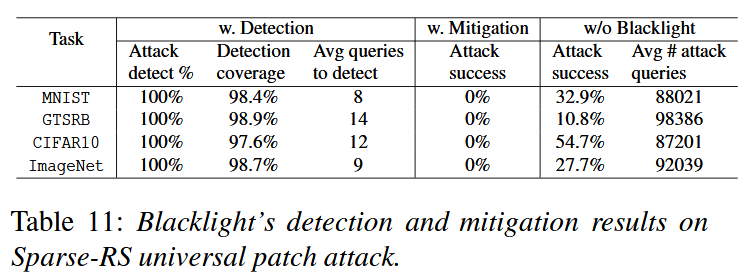 Task w. Detection w. Mitigation w/o Blacklight
Attack detect % Detection coverage Avg queries to detect Attack success Attack success Avg # attack queries
MNIST 100% 98.4% 8 0% 32.9% 88021
GTSRB 100% 98.9% 14 0% 10.8% 98386
CIFAR10 100% 97.6% 12 0% 54.7% 87201
ImageNet 100% 98.7% 9 0% 27.7% 92039
Table 11: Blacklight's detection and mitigation results on
Sparse-RS universal patch attack.